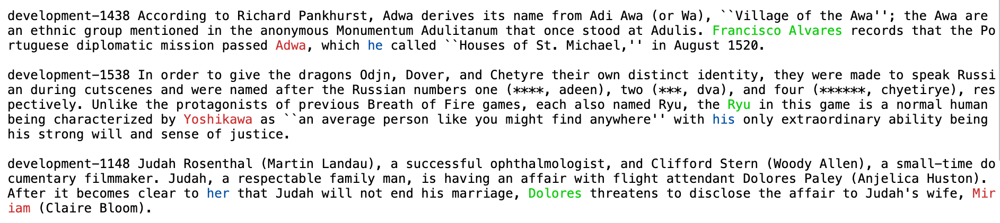 development-1438 According to Richard Pankhurst, Adwa derives its name from Adi Awa (or Wa), ``Village of the Awa''; the Awa are
an ethnic group mentioned in the anonymous Monumentum Adulitanum that once stood at Adulis. Francisco Alvares records that the Po
rtuguese diplomatic mission passed Adwa, which he called ``Houses of St. Michael,'' in August 1520.
development-1538 In order to give the dragons Odjn, Dover, and Chetyre their own distinct identity, they were made to speak Russi
an during cutscenes and were named after the Russian numbers one (****, adeen), two (***, dva), and four (******, chyetirye), res
pectively. Unlike the protagonists of previous Breath of Fire games, each also named Ryu, the Ryu in this game is a normal human
being characterized by Yoshikawa as ``an average person like you might find anywhere'' with his only extraordinary ability being
his strong will and sense of justice.
development-1148 Judah Rosenthal (Martin Landau), a successful ophthalmologist, and Clifford Stern (Woody Allen), a small-time do
cumentary filmmaker. Judah, a respectable family man, is having an affair with flight attendant Dolores Paley (Anjelica Huston).
After it becomes clear to her that Judah will not end his marriage, Dolores threatens to disclose the affair to Judah's wife, Mir
iam (Claire Bloom).